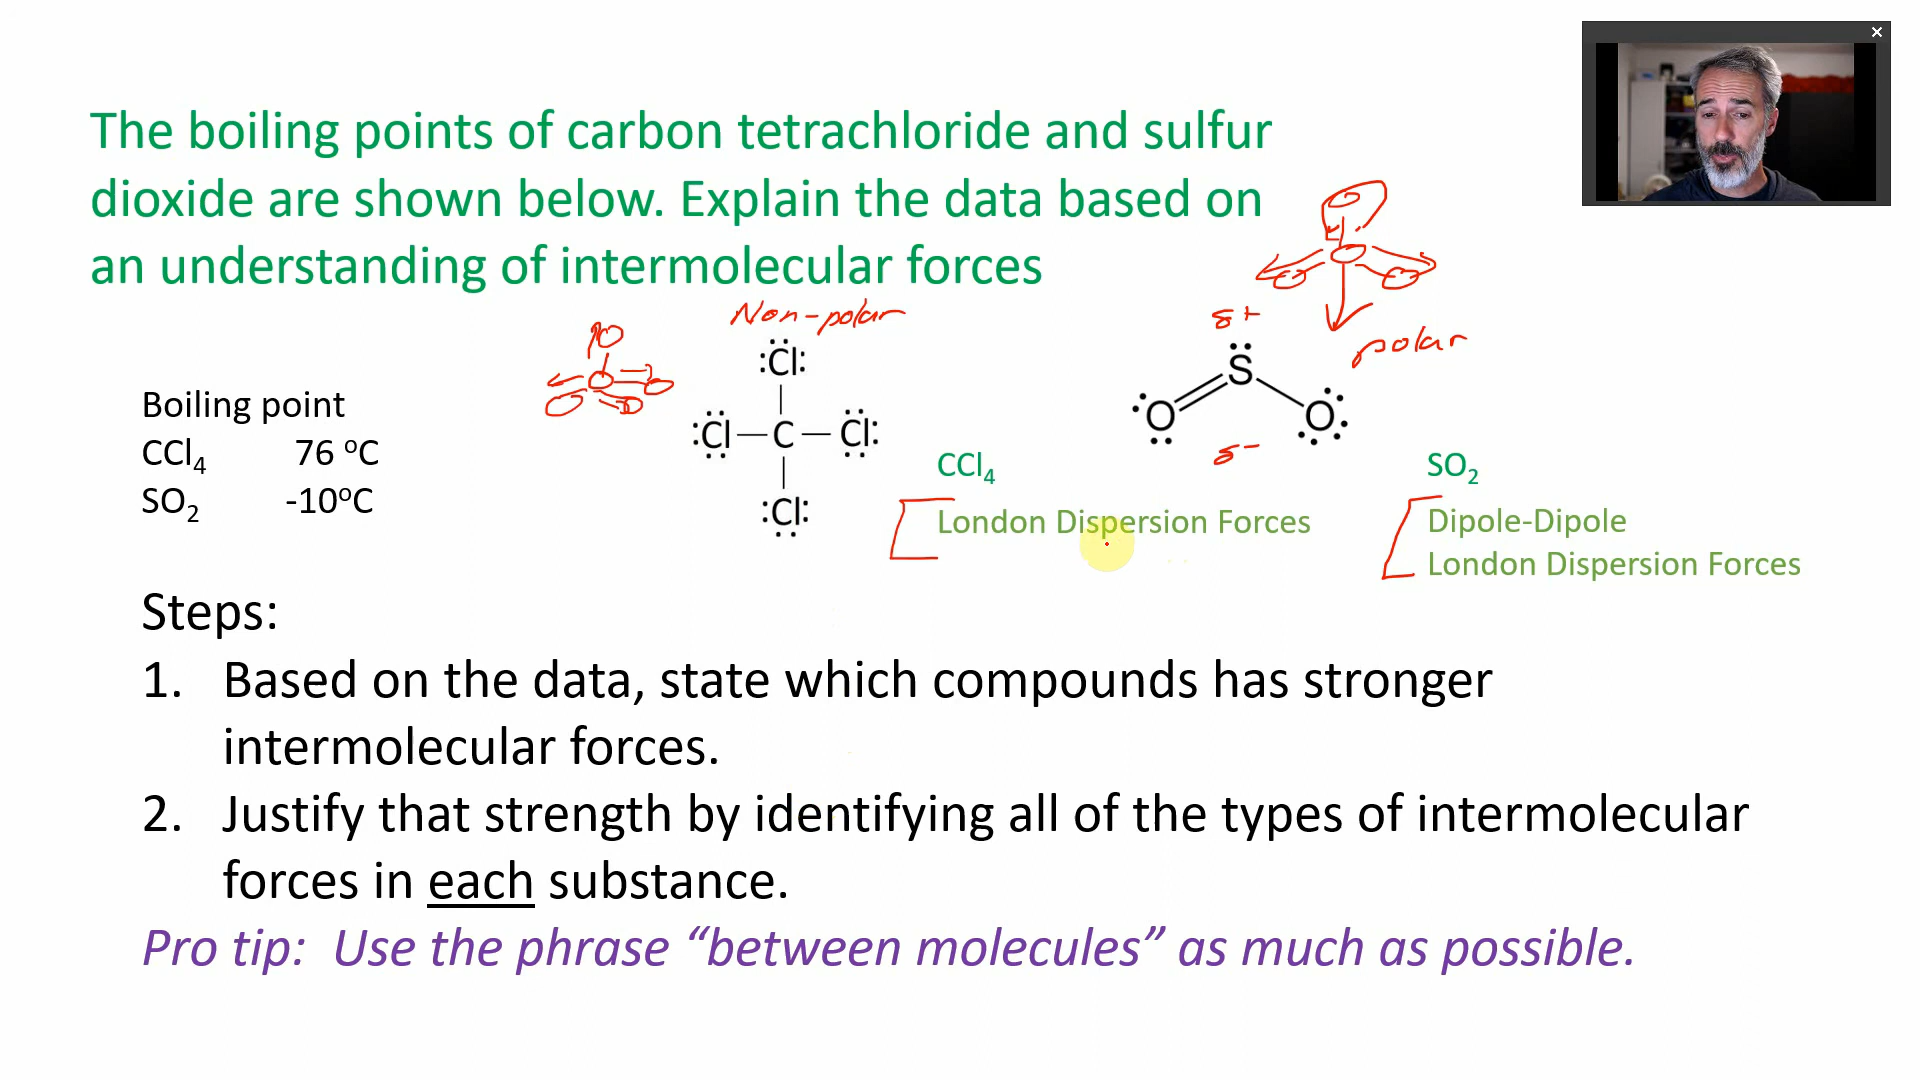 The boiling points of carbon tetrachloride and sulfur
dioxide are shown below. Explain the data based on
an understanding of intermolecular forces
Non-polar
δ+
polar
Boiling point
CCl4 76 °C
SO2 -10°C
:Cl:
:Cl—C—Cl:
:Cl:
S
O O
δ-
CCl4
London Dispersion Forces
SO2
Dipole-Dipole
London Dispersion Forces
Steps:
1. Based on the data, state which compounds has stronger
intermolecular forces.
2. Justify that strength by identifying all of the types of intermolecular
forces in each substance.
Pro tip: Use the phrase “between molecules” as much as possible.